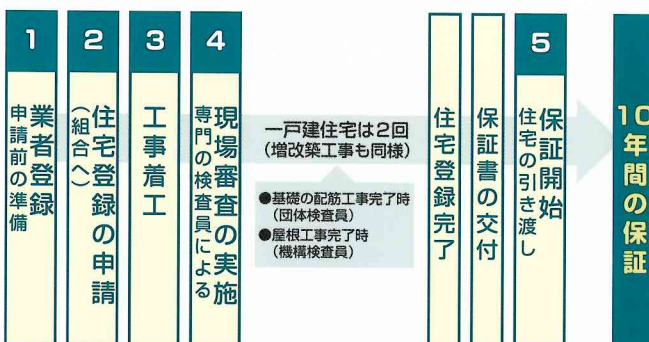 1
業者登録
申請前の準備
2
住宅登録の申請
（組合へ）
3
工事着工
4
現場審査の実施
専門の検査員による
一戸建住宅は2回
（増改築工事も同様）
●基礎の配筋工事完了時
（団体検査員）
●屋根工事完了時
（機構検査員）
住宅登録完了
保証書の交付
5
保証開始
住宅の引き渡し
10年間の保証